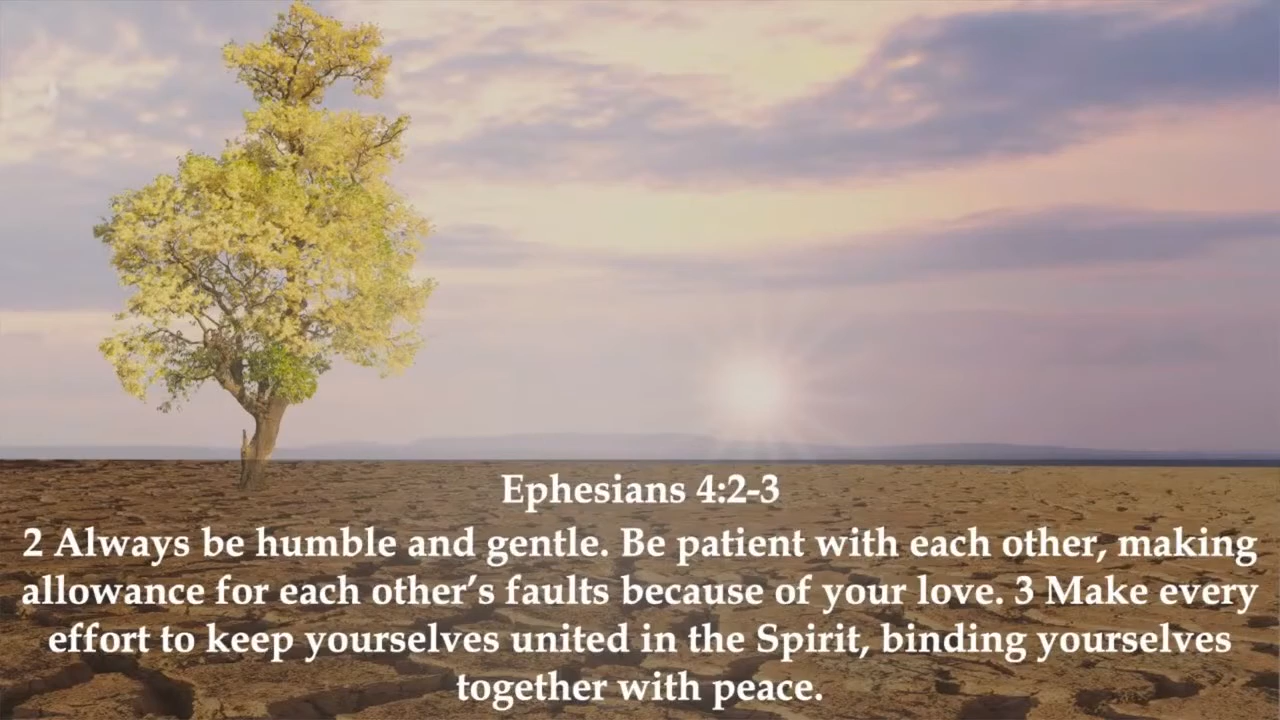 Ephesians 4:2-3
2 Always be humble and gentle. Be patient with each other, making
allowance for each other’s faults because of your love. 3 Make every
effort to keep yourselves united in the Spirit, binding yourselves
together with peace.